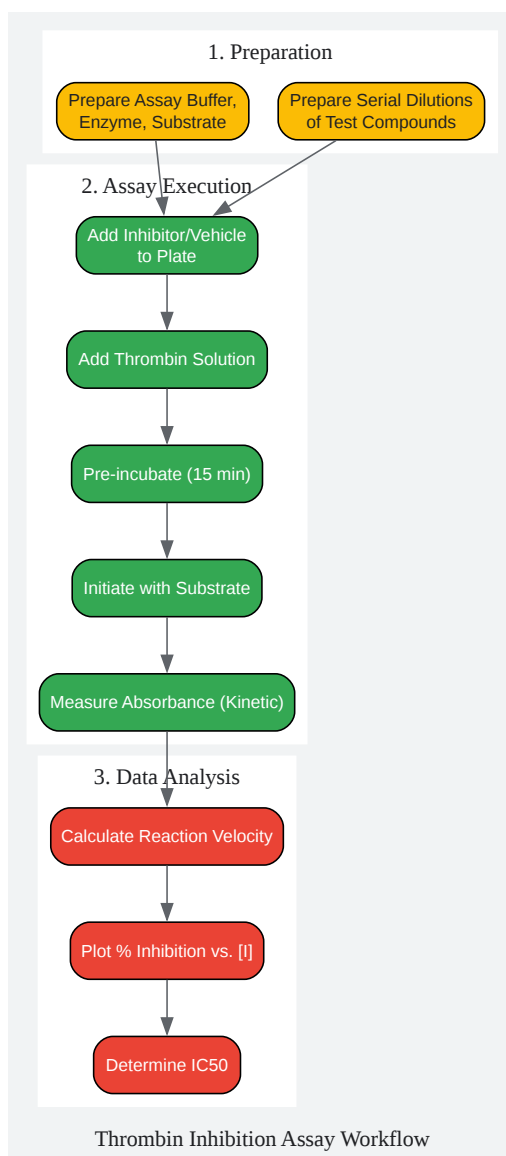 1. Preparation
Prepare Assay Buffer,
Enzyme, Substrate
Prepare Serial Dilutions
of Test Compounds
2. Assay Execution
Add Inhibitor/Vehicle
to Plate
Add Thrombin Solution
Pre-incubate (15 min)
Initiate with Substrate
Measure Absorbance (Kinetic)
3. Data Analysis
Calculate Reaction Velocity
Plot % Inhibition vs. [I]
Determine IC50
Thrombin Inhibition Assay Workflow